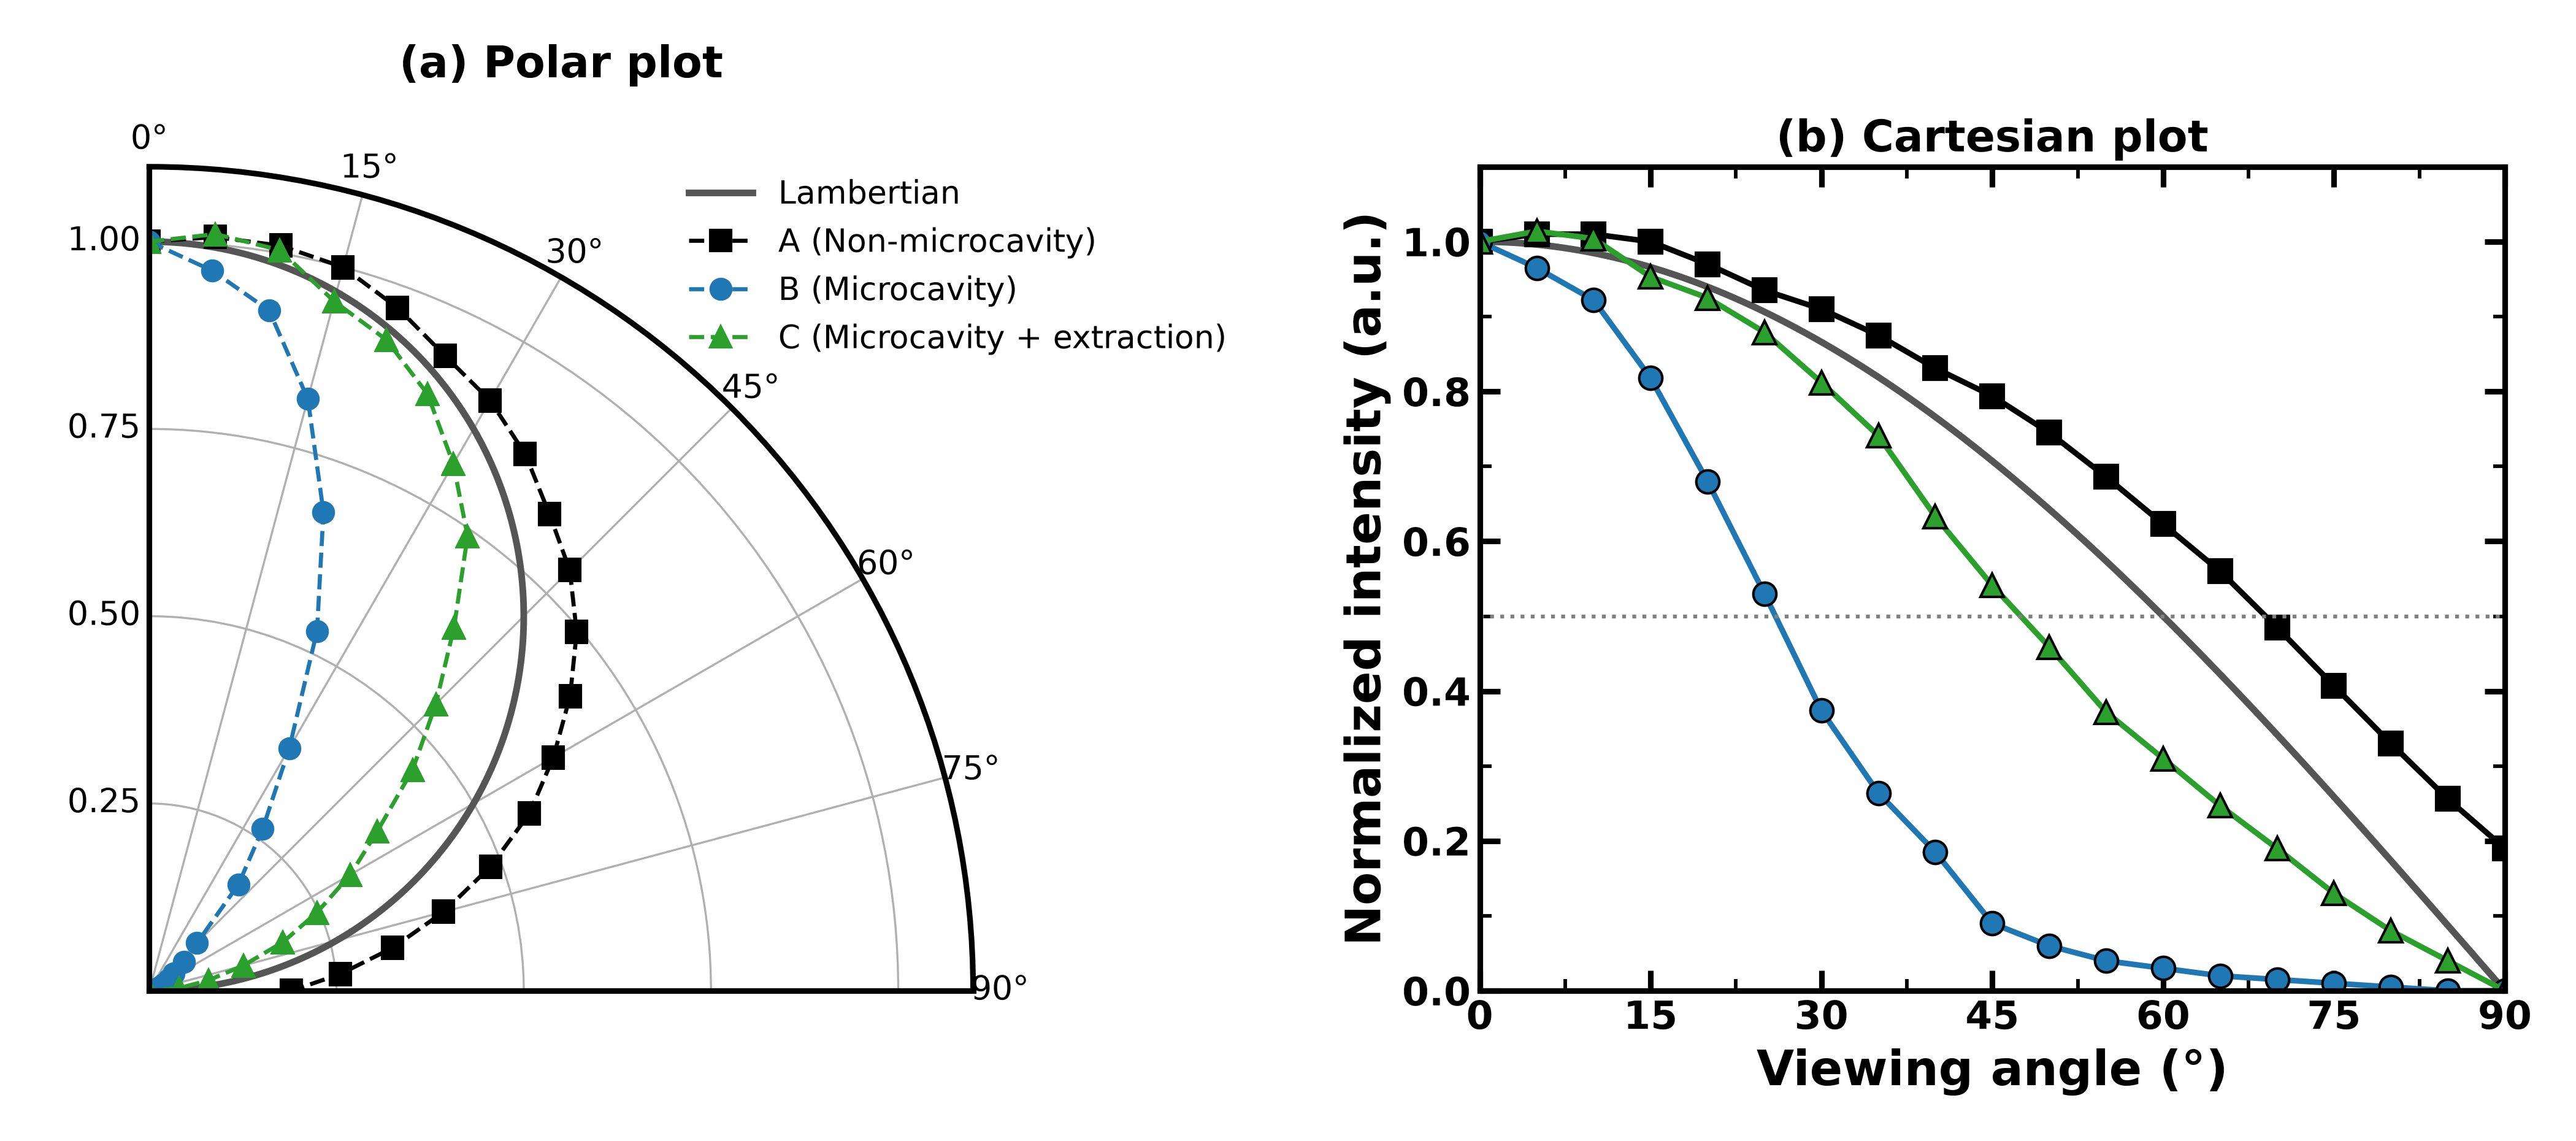 (a) Polar plot
0°
15°
30°
45°
60°
75°
90°
1.00
0.75
0.50
0.25
Lambertian
A (Non-microcavity)
B (Microcavity)
C (Microcavity + extraction)
(b) Cartesian plot
Normalized intensity (a.u.)
1.0
0.8
0.6
0.4
0.2
0.0
0 15 30 45 60 75 90
Viewing angle (°)